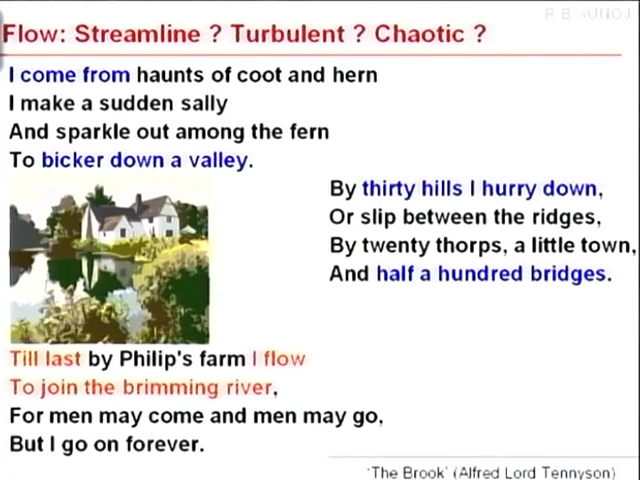 Flow: Streamline ? Turbulent ? Chaotic ?
I come from haunts of coot and hern
I make a sudden sally
And sparkle out among the fern
To bicker down a valley.
By thirty hills I hurry down,
Or slip between the ridges,
By twenty thorps, a little town,
And half a hundred bridges.
Till last by Philip's farm I flow
To join the brimming river,
For men may come and men may go,
But I go on forever.
'The Brook' (Alfred Lord Tennyson)